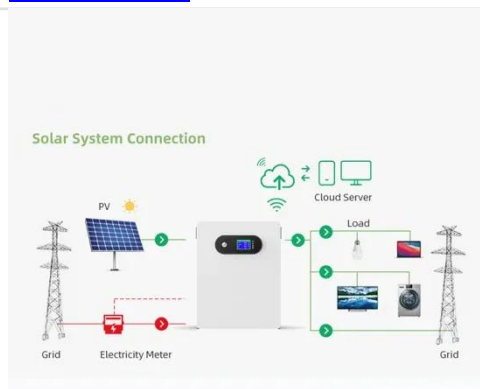 Solar System Connection
Cloud Server
PV
Load
Grid
Electricity Meter
Grid